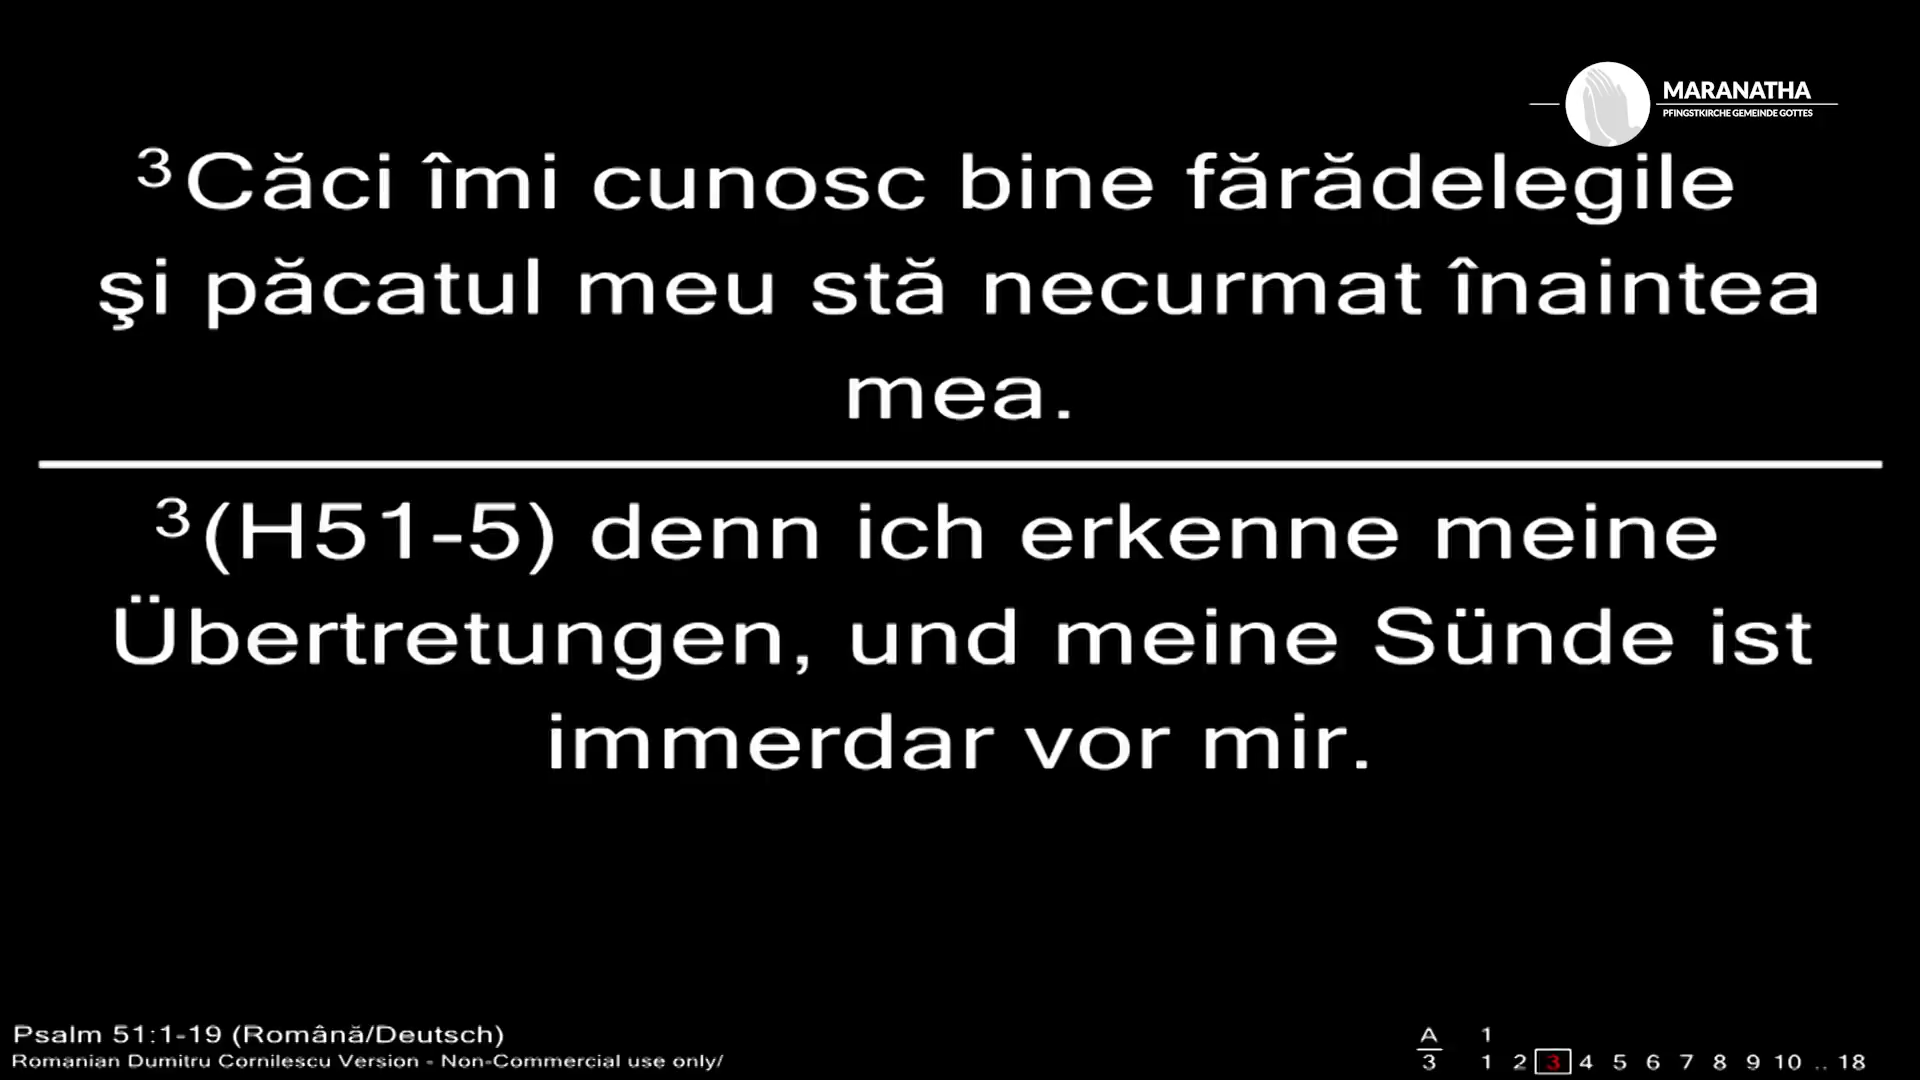 MARANATHA
PFINGSTKIRCHE GEMEINDE GOTTES
3 Căci îmi cunosc bine fărădelegile
şi păcatul meu stă necurmat înaintea
mea.
3 (H51-5) denn ich erkenne meine
Übertretungen, und meine Sünde ist
immerdar vor mir.
Psalm 51:1-19 (Română/Deutsch)
Romanian Dumitru Cornilescu Version - Non-Commercial use only/
A 1
3 1 2 3 4 5 6 7 8 9 10 .. 18